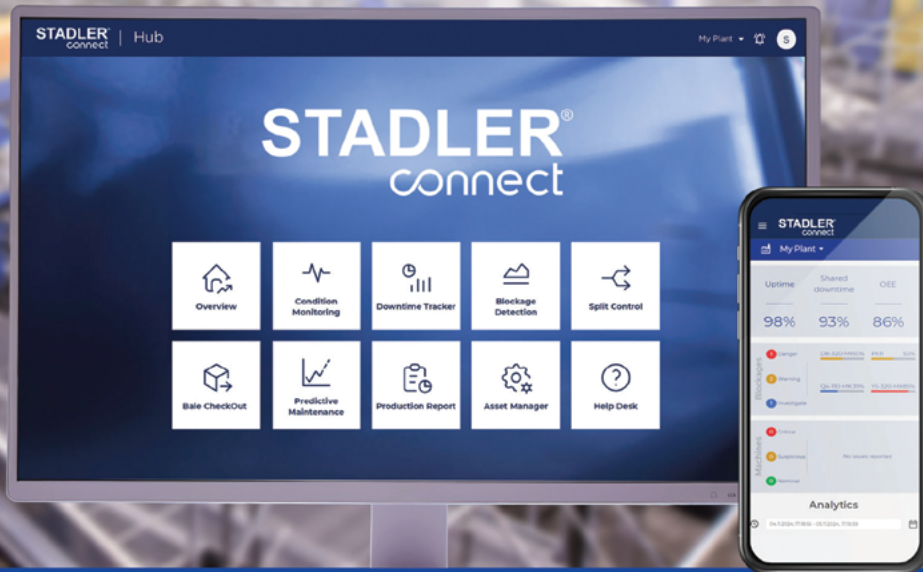 STADLER
connect | Hub
My Plant
S
STADLER®
connect
Overview
Condition
Monitoring
Downtime Tracker
Blockage
Detection
Split Control
Bale CheckOut
Predictive
Maintenance
Production Report
Asset Manager
Help Desk
STADLER
connect
My Plant
Uptime
Shared
downtime
OEE
98%
93%
86%
Blockages
Danger
Warning
Investigate
Machines
Critical
Suspicious
Nominal
No issues reported
Analytics